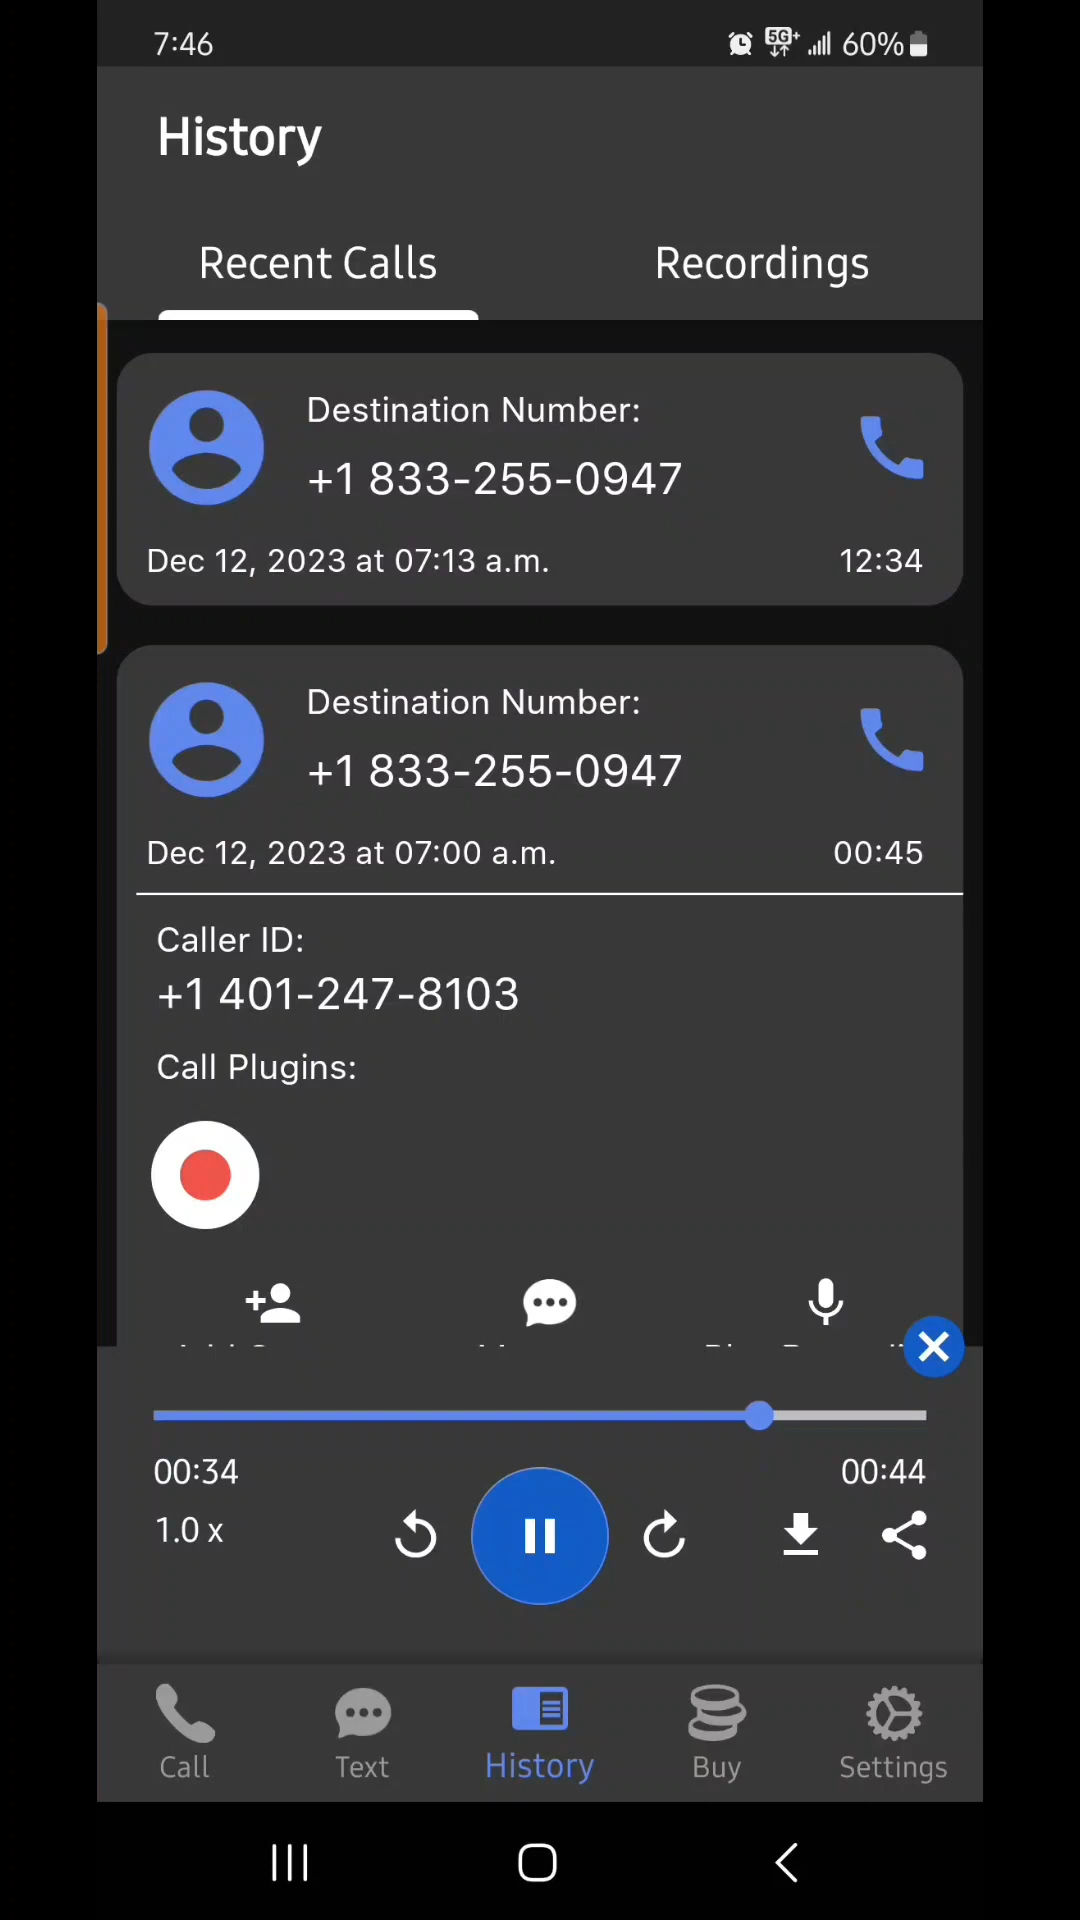 7:46
5G+ 60%
History
Recent Calls Recordings
Destination Number:
+1 833-255-0947
Dec 12, 2023 at 07:13 a.m. 12:34
Destination Number:
+1 833-255-0947
Dec 12, 2023 at 07:00 a.m. 00:45
Caller ID:
+1 401-247-8103
Call Plugins:
00:34 00:44
1.0 x
Call Text History Buy Settings